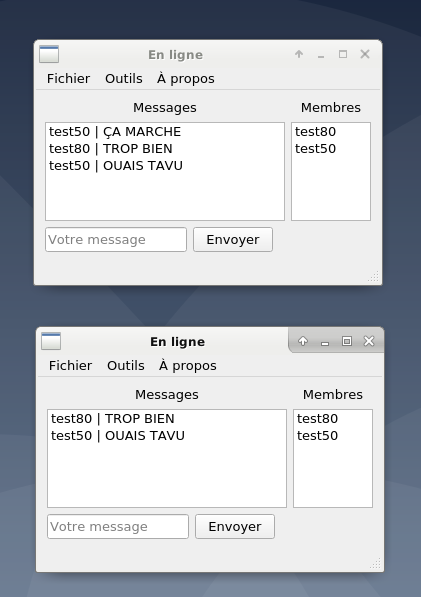 En ligne
Fichier Outils À propos
Messages Membres
test50 | ÇA MARCHE test80
test80 | TROP BIEN test50
test50 | OUAIS TAVU
Votre message Envoyer
En ligne
Fichier Outils À propos
Messages Membres
test80 | TROP BIEN test80
test50 | OUAIS TAVU test50
Votre message Envoyer